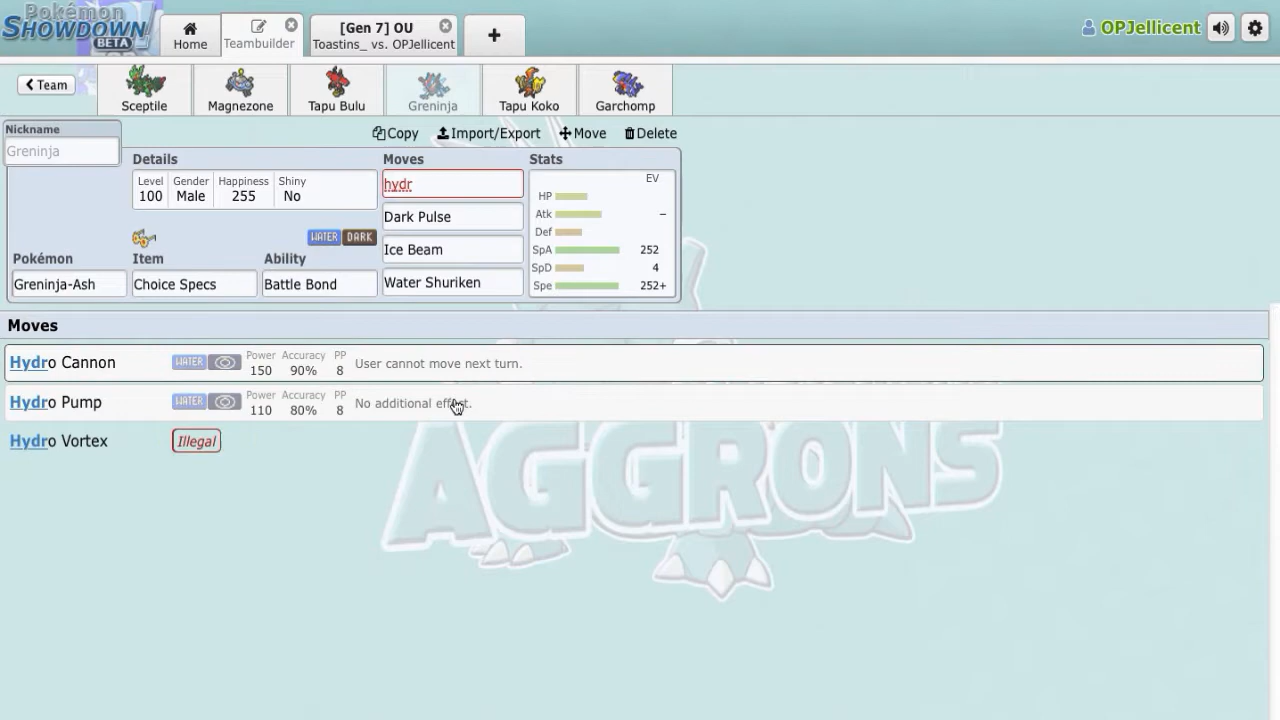 Pokémon
SHOWDOWN!
BETA
Home
Teambuilder
[Gen 7] OU
Toastins_ vs. OPJellicent
OPJellicent
Team
Sceptile
Magnezone
Tapu Bulu
Greninja
Tapu Koko
Garchomp
Copy Import/Export Move Delete
Nickname
Greninja
Details
Level Gender Happiness Shiny
100 Male 255 No
WATER DARK
Pokémon Item Ability
Greninja-Ash Choice Specs Battle Bond
Moves
hydr
Dark Pulse
Ice Beam
Water Shuriken
Stats
EV
HP
Atk –
Def
SpA 252
SpD 4
Spe 252+
Moves
Hydro Cannon WATER Power 150 Accuracy 90% PP 8 User cannot move next turn.
Hydro Pump WATER Power 110 Accuracy 80% PP 8 No additional effect.
Hydro Vortex Illegal
AGGRONS